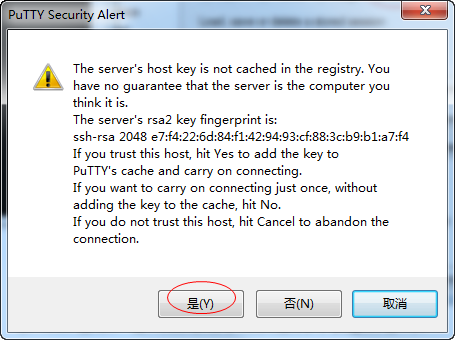 PuTTY Security Alert
The server's host key is not cached in the registry. You
have no guarantee that the server is the computer you
think it is.
The server's rsa2 key fingerprint is:
ssh-rsa 2048 e7:f4:22:6d:84:f1:42:94:93:cf:88:3c:b9:b1:a7:f4
If you trust this host, hit Yes to add the key to
PuTTY's cache and carry on connecting.
If you want to carry on connecting just once, without
adding the key to the cache, hit No.
If you do not trust this host, hit Cancel to abandon the
connection.
是(Y) 否(N) 取消